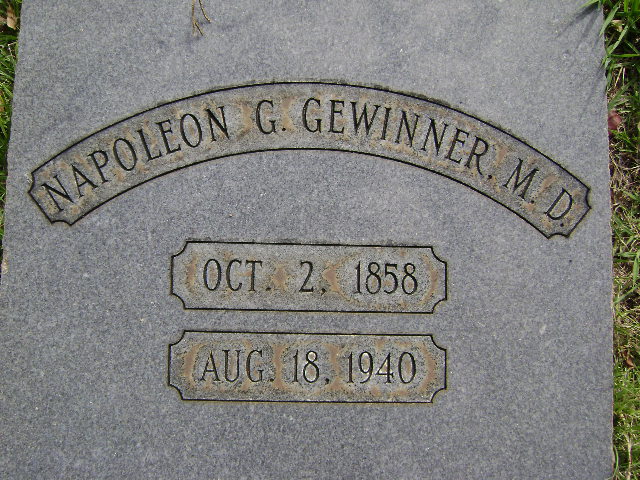 NAPOLEON G. GEWINNER, M. D.
OCT. 2, 1858
AUG. 18, 1940